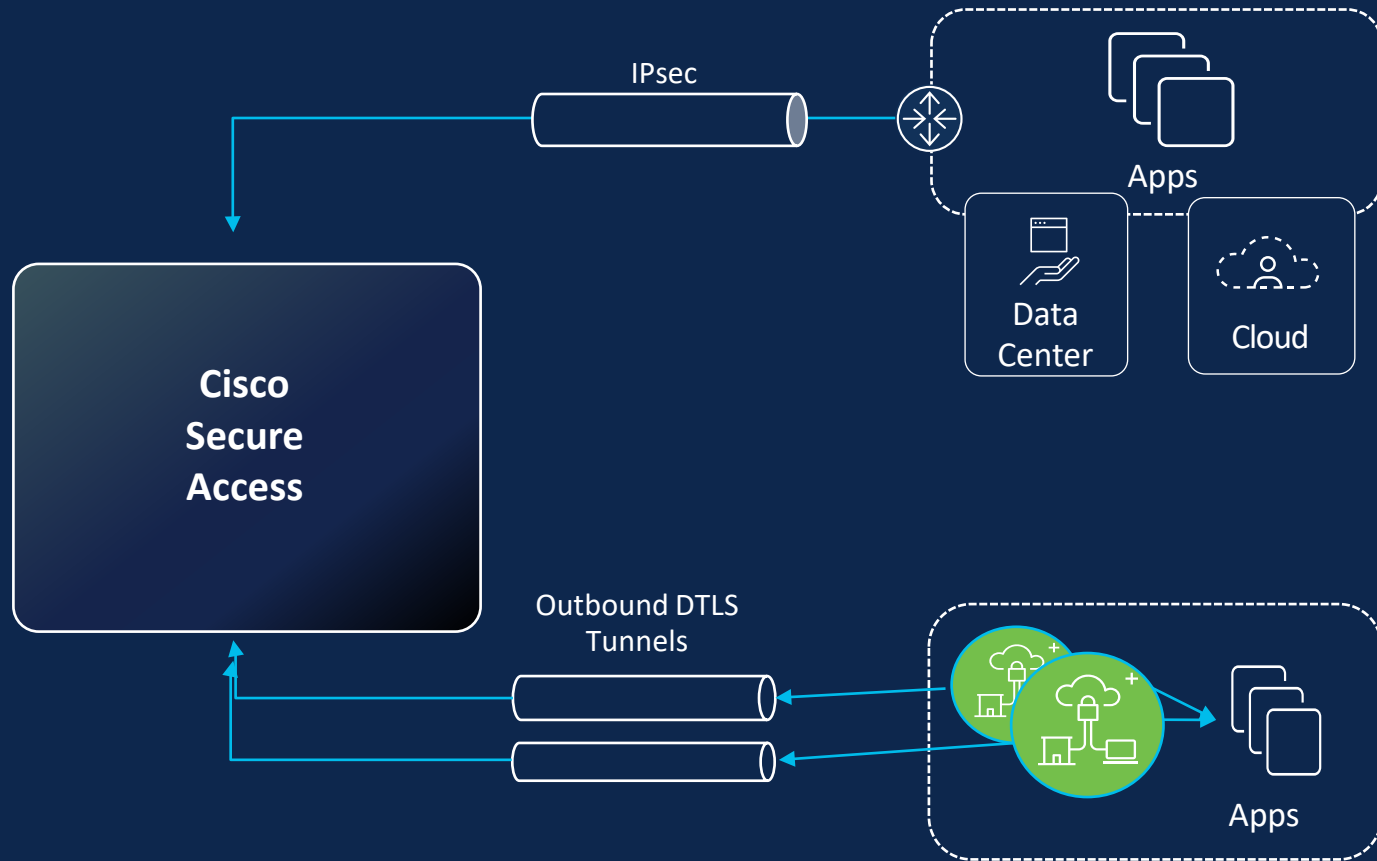 IPsec
Apps
Data
Center
Cloud
Cisco
Secure
Access
Outbound DTLS
Tunnels
Apps